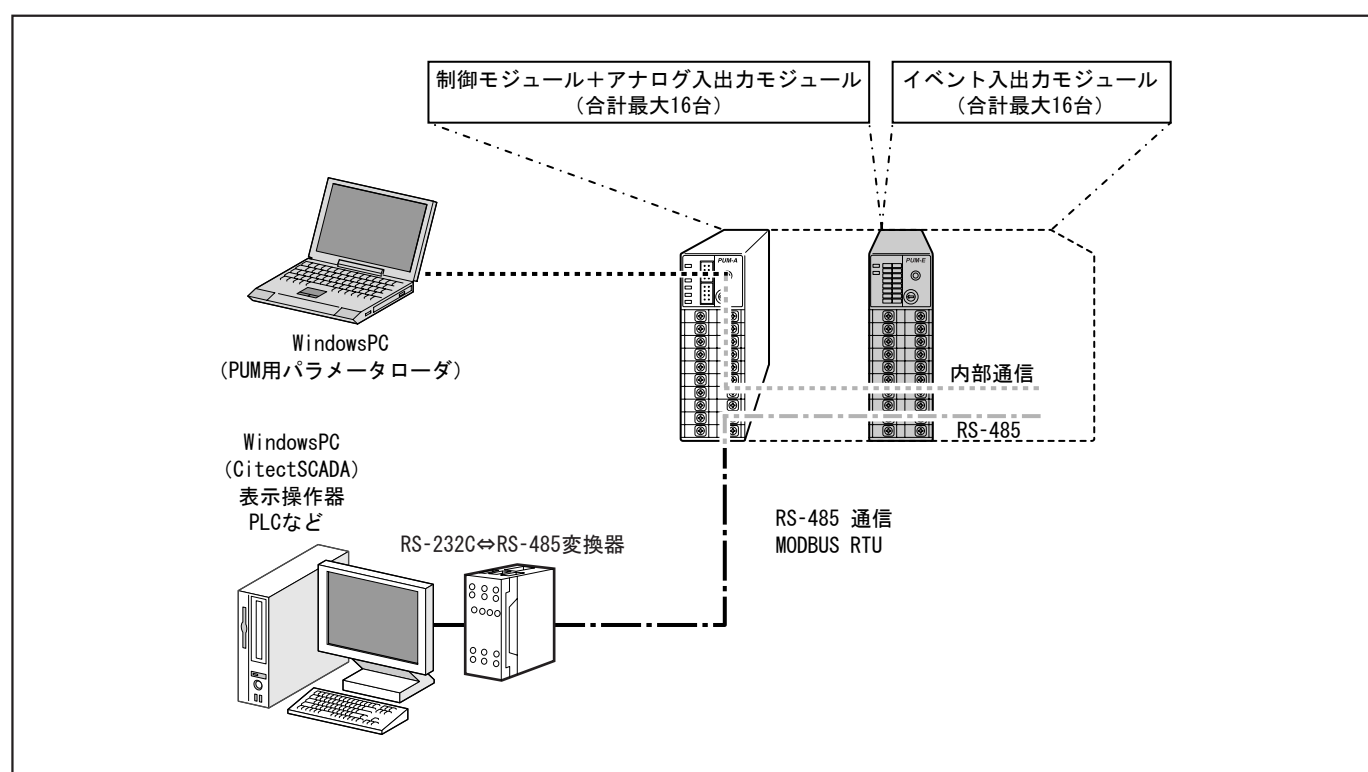 制御モジュール＋アナログ入出力モジュール
（合計最大16台）
イベント入出力モジュール
（合計最大16台）
PUM-A
PUM-E
WindowsPC
（PUM用パラメータローダ）
内部通信
RS-485
WindowsPC
（CitectSCADA）
表示操作器
PLCなど
RS-232C⇔RS-485変換器
RS-485 通信
MODBUS RTU